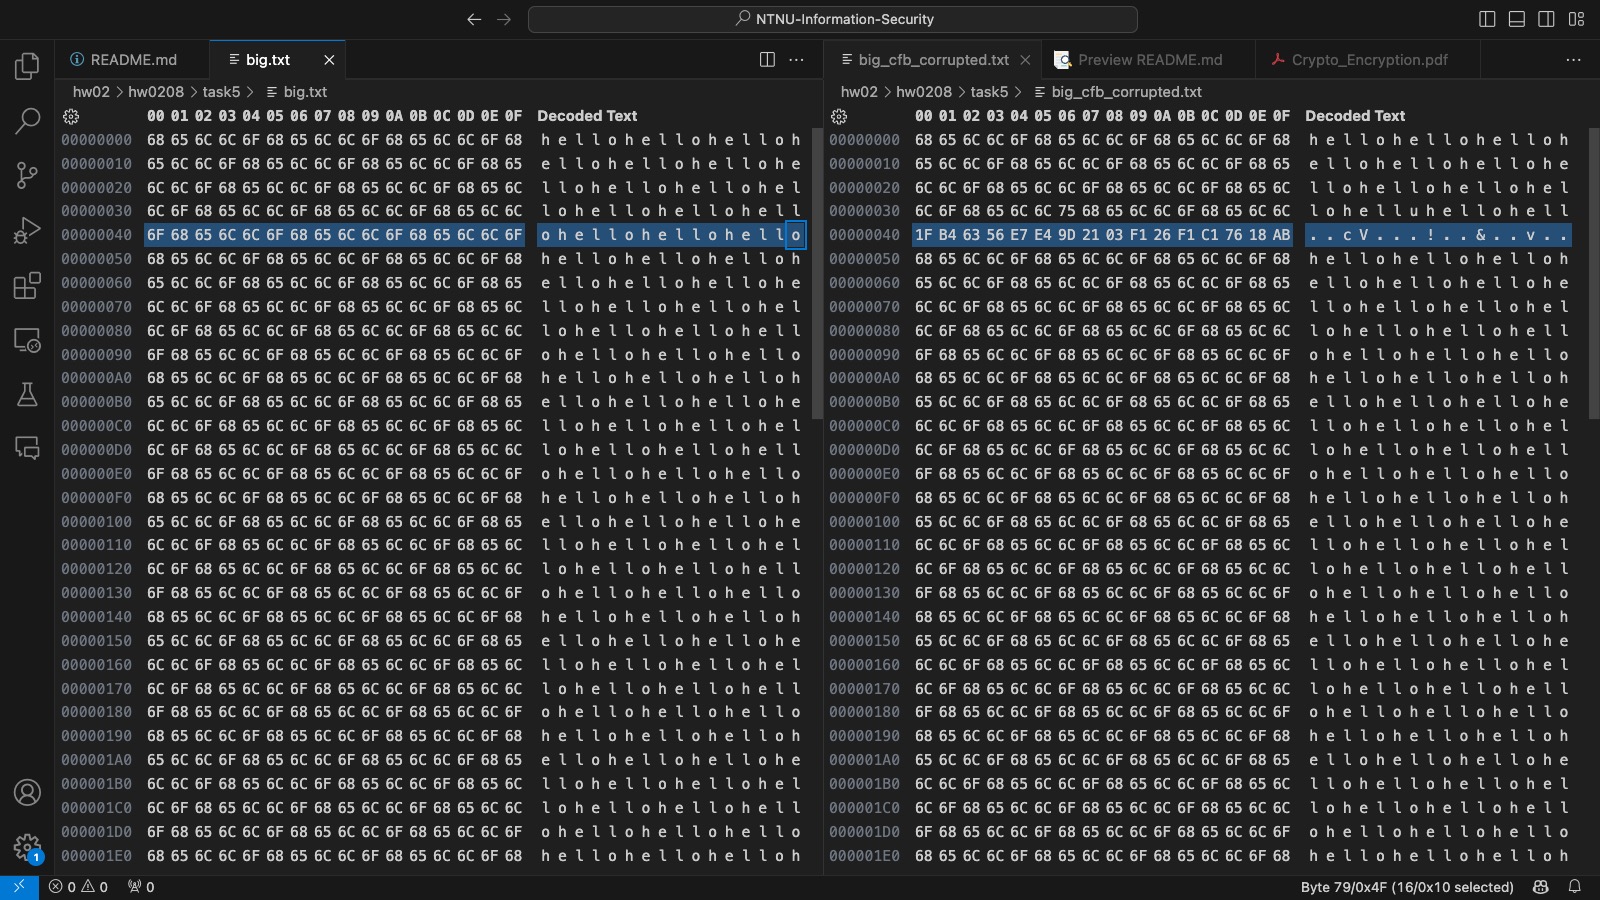 NTNU-Information-Security
README.md
big.txt
hw02 > hw0208 > task5 > big.txt
00 01 02 03 04 05 06 07 08 09 0A 0B 0C 0D 0E 0F Decoded Text
00000000 68 65 6C 6C 6F 68 65 6C 6C 6F 68 65 6C 6C 6F 68 h e l l o h e l l o h e l l o h
00000010 65 6C 6C 6F 68 65 6C 6C 6F 68 65 6C 6C 6F 68 65 e l l o h e l l o h e l l o h e
00000020 6C 6C 6F 68 65 6C 6C 6F 68 65 6C 6C 6F 68 65 6C l l o h e l l o h e l l o h e l
00000030 6C 6F 68 65 6C 6C 6F 68 65 6C 6C 6F 68 65 6C 6C l o h e l l o h e l l o h e l l
00000040 6F 68 65 6C 6C 6F 68 65 6C 6C 6F 68 65 6C 6C 6F o h e l l o h e l l o h e l l o
00000050 68 65 6C 6C 6F 68 65 6C 6C 6F 68 65 6C 6C 6F 68 h e l l o h e l l o h e l l o h
00000060 65 6C 6C 6F 68 65 6C 6C 6F 68 65 6C 6C 6F 68 65 e l l o h e l l o h e l l o h e
00000070 6C 6C 6F 68 65 6C 6C 6F 68 65 6C 6C 6F 68 65 6C l l o h e l l o h e l l o h e l
00000080 6C 6F 68 65 6C 6C 6F 68 65 6C 6C 6F 68 65 6C 6C l o h e l l o h e l l o h e l l
00000090 6F 68 65 6C 6C 6F 68 65 6C 6C 6F 68 65 6C 6C 6F o h e l l o h e l l o h e l l o
000000A0 68 65 6C 6C 6F 68 65 6C 6C 6F 68 65 6C 6C 6F 68 h e l l o h e l l o h e l l o h
000000B0 65 6C 6C 6F 68 65 6C 6C 6F 68 65 6C 6C 6F 68 65 e l l o h e l l o h e l l o h e
000000C0 6C 6C 6F 68 65 6C 6C 6F 68 65 6C 6C 6F 68 65 6C l l o h e l l o h e l l o h e l
000000D0 6C 6F 68 65 6C 6C 6F 68 65 6C 6C 6F 68 65 6C 6C l o h e l l o h e l l o h e l l
000000E0 6F 68 65 6C 6C 6F 68 65 6C 6C 6F 68 65 6C 6C 6F o h e l l o h e l l o h e l l o
000000F0 68 65 6C 6C 6F 68 65 6C 6C 6F 68 65 6C 6C 6F 68 h e l l o h e l l o h e l l o h
00000100 65 6C 6C 6F 68 65 6C 6C 6F 68 65 6C 6C 6F 68 65 e l l o h e l l o h e l l o h e
00000110 6C 6C 6F 68 65 6C 6C 6F 68 65 6C 6C 6F 68 65 6C l l o h e l l o h e l l o h e l
00000120 6C 6F 68 65 6C 6C 6F 68 65 6C 6C 6F 68 65 6C 6C l o h e l l o h e l l o h e l l
00000130 6F 68 65 6C 6C 6F 68 65 6C 6C 6F 68 65 6C 6C 6F o h e l l o h e l l o h e l l o
00000140 68 65 6C 6C 6F 68 65 6C 6C 6F 68 65 6C 6C 6F 68 h e l l o h e l l o h e l l o h
00000150 65 6C 6C 6F 68 65 6C 6C 6F 68 65 6C 6C 6F 68 65 e l l o h e l l o h e l l o h e
00000160 6C 6C 6F 68 65 6C 6C 6F 68 65 6C 6C 6F 68 65 6C l l o h e l l o h e l l o h e l
00000170 6C 6F 68 65 6C 6C 6F 68 65 6C 6C 6F 68 65 6C 6C l o h e l l o h e l l o h e l l
00000180 6F 68 65 6C 6C 6F 68 65 6C 6C 6F 68 65 6C 6C 6F o h e l l o h e l l o h e l l o
00000190 68 65 6C 6C 6F 68 65 6C 6C 6F 68 65 6C 6C 6F 68 h e l l o h e l l o h e l l o h
000001A0 65 6C 6C 6F 68 65 6C 6C 6F 68 65 6C 6C 6F 68 65 e l l o h e l l o h e l l o h e
000001B0 6C 6C 6F 68 65 6C 6C 6F 68 65 6C 6C 6F 68 65 6C l l o h e l l o h e l l o h e l
000001C0 6C 6F 68 65 6C 6C 6F 68 65 6C 6C 6F 68 65 6C 6C l o h e l l o h e l l o h e l l
000001D0 6F 68 65 6C 6C 6F 68 65 6C 6C 6F 68 65 6C 6C 6F o h e l l o h e l l o h e l l o
000001E0 68 65 6C 6C 6F 68 65 6C 6C 6F 68 65 6C 6C 6F 68 h e l l o h e l l o h e l l o h
big_cfb_corrupted.txt
Preview README.md
Crypto_Encryption.pdf
hw02 > hw0208 > task5 > big_cfb_corrupted.txt
00 01 02 03 04 05 06 07 08 09 0A 0B 0C 0D 0E 0F Decoded Text
00000000 68 65 6C 6C 6F 68 65 6C 6C 6F 68 65 6C 6C 6F 68 h e l l o h e l l o h e l l o h
00000010 65 6C 6C 6F 68 65 6C 6C 6F 68 65 6C 6C 6F 68 65 e l l o h e l l o h e l l o h e
00000020 6C 6C 6F 68 65 6C 6C 6F 68 65 6C 6C 6F 68 65 6C l l o h e l l o h e l l o h e l
00000030 6C 6F 68 65 6C 6C 75 68 65 6C 6C 6F 68 65 6C 6C l o h e l l u h e l l o h e l l
00000040 1F B4 63 56 E7 E4 9D 21 03 F1 26 F1 C1 76 18 AB . . c V . . . ! . . & . . v . .
00000050 68 65 6C 6C 6F 68 65 6C 6C 6F 68 65 6C 6C 6F 68 h e l l o h e l l o h e l l o h
00000060 65 6C 6C 6F 68 65 6C 6C 6F 68 65 6C 6C 6F 68 65 e l l o h e l l o h e l l o h e
00000070 6C 6C 6F 68 65 6C 6C 6F 68 65 6C 6C 6F 68 65 6C l l o h e l l o h e l l o h e l
00000080 6C 6F 68 65 6C 6C 6F 68 65 6C 6C 6F 68 65 6C 6C l o h e l l o h e l l o h e l l
00000090 6F 68 65 6C 6C 6F 68 65 6C 6C 6F 68 65 6C 6C 6F o h e l l o h e l l o h e l l o
000000A0 68 65 6C 6C 6F 68 65 6C 6C 6F 68 65 6C 6C 6F 68 h e l l o h e l l o h e l l o h
000000B0 65 6C 6C 6F 68 65 6C 6C 6F 68 65 6C 6C 6F 68 65 e l l o h e l l o h e l l o h e
000000C0 6C 6C 6F 68 65 6C 6C 6F 68 65 6C 6C 6F 68 65 6C l l o h e l l o h e l l o h e l
000000D0 6C 6F 68 65 6C 6C 6F 68 65 6C 6C 6F 68 65 6C 6C l o h e l l o h e l l o h e l l
000000E0 6F 68 65 6C 6C 6F 68 65 6C 6C 6F 68 65 6C 6C 6F o h e l l o h e l l o h e l l o
000000F0 68 65 6C 6C 6F 68 65 6C 6C 6F 68 65 6C 6C 6F 68 h e l l o h e l l o h e l l o h
00000100 65 6C 6C 6F 68 65 6C 6C 6F 68 65 6C 6C 6F 68 65 e l l o h e l l o h e l l o h e
00000110 6C 6C 6F 68 65 6C 6C 6F 68 65 6C 6C 6F 68 65 6C l l o h e l l o h e l l o h e l
00000120 6C 6F 68 65 6C 6C 6F 68 65 6C 6C 6F 68 65 6C 6C l o h e l l o h e l l o h e l l
00000130 6F 68 65 6C 6C 6F 68 65 6C 6C 6F 68 65 6C 6C 6F o h e l l o h e l l o h e l l o
00000140 68 65 6C 6C 6F 68 65 6C 6C 6F 68 65 6C 6C 6F 68 h e l l o h e l l o h e l l o h
00000150 65 6C 6C 6F 68 65 6C 6C 6F 68 65 6C 6C 6F 68 65 e l l o h e l l o h e l l o h e
00000160 6C 6C 6F 68 65 6C 6C 6F 68 65 6C 6C 6F 68 65 6C l l o h e l l o h e l l o h e l
00000170 6C 6F 68 65 6C 6C 6F 68 65 6C 6C 6F 68 65 6C 6C l o h e l l o h e l l o h e l l
00000180 6F 68 65 6C 6C 6F 68 65 6C 6C 6F 68 65 6C 6C 6F o h e l l o h e l l o h e l l o
00000190 68 65 6C 6C 6F 68 65 6C 6C 6F 68 65 6C 6C 6F 68 h e l l o h e l l o h e l l o h
000001A0 65 6C 6C 6F 68 65 6C 6C 6F 68 65 6C 6C 6F 68 65 e l l o h e l l o h e l l o h e
000001B0 6C 6C 6F 68 65 6C 6C 6F 68 65 6C 6C 6F 68 65 6C l l o h e l l o h e l l o h e l
000001C0 6C 6F 68 65 6C 6C 6F 68 65 6C 6C 6F 68 65 6C 6C l o h e l l o h e l l o h e l l
000001D0 6F 68 65 6C 6C 6F 68 65 6C 6C 6F 68 65 6C 6C 6F o h e l l o h e l l o h e l l o
000001E0 68 65 6C 6C 6F 68 65 6C 6C 6F 68 65 6C 6C 6F 68 h e l l o h e l l o h e l l o h
1
0 0 0 Byte 79/0x4F (16/0x10 selected)